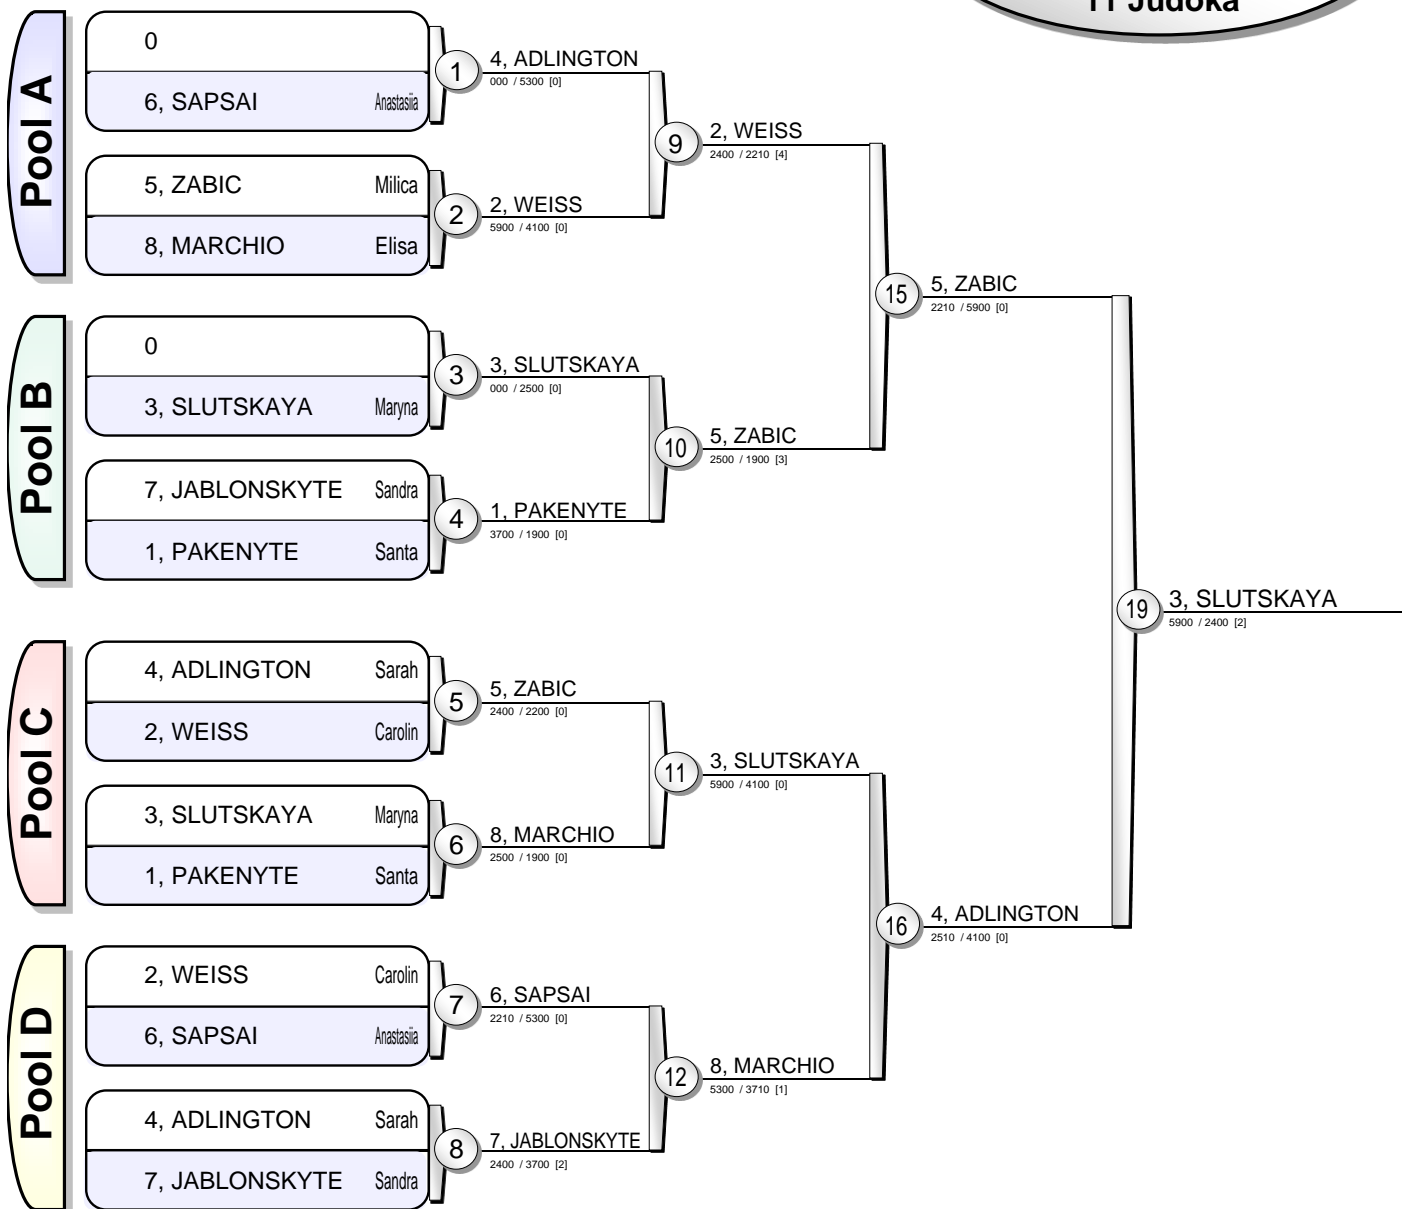 11 Judoka
Pool A
0
6, SAPSAI Anastasiia
5, ZABIC Milica
8, MARCHIO Elisa
1
4, ADLINGTON
000 / 5300 [0]
2
2, WEISS
5900 / 4100 [0]
9
2, WEISS
2400 / 2210 [4]
Pool B
0
3, SLUTSKAYA Maryna
7, JABLONSKYTE Sandra
1, PAKENYTE Santa
3
3, SLUTSKAYA
000 / 2500 [0]
4
1, PAKENYTE
3700 / 1900 [0]
10
5, ZABIC
2500 / 1900 [3]
15
5, ZABIC
2210 / 5900 [0]
Pool C
4, ADLINGTON Sarah
2, WEISS Carolin
3, SLUTSKAYA Maryna
1, PAKENYTE Santa
5
5, ZABIC
2400 / 2200 [0]
6
8, MARCHIO
2500 / 1900 [0]
11
3, SLUTSKAYA
5900 / 4100 [0]
Pool D
2, WEISS Carolin
6, SAPSAI Anastasiia
4, ADLINGTON Sarah
7, JABLONSKYTE Sandra
7
6, SAPSAI
2210 / 5300 [0]
8
7, JABLONSKYTE
2400 / 3700 [2]
12
8, MARCHIO
5300 / 3710 [1]
16
4, ADLINGTON
2510 / 4100 [0]
19
3, SLUTSKAYA
5900 / 2400 [2]